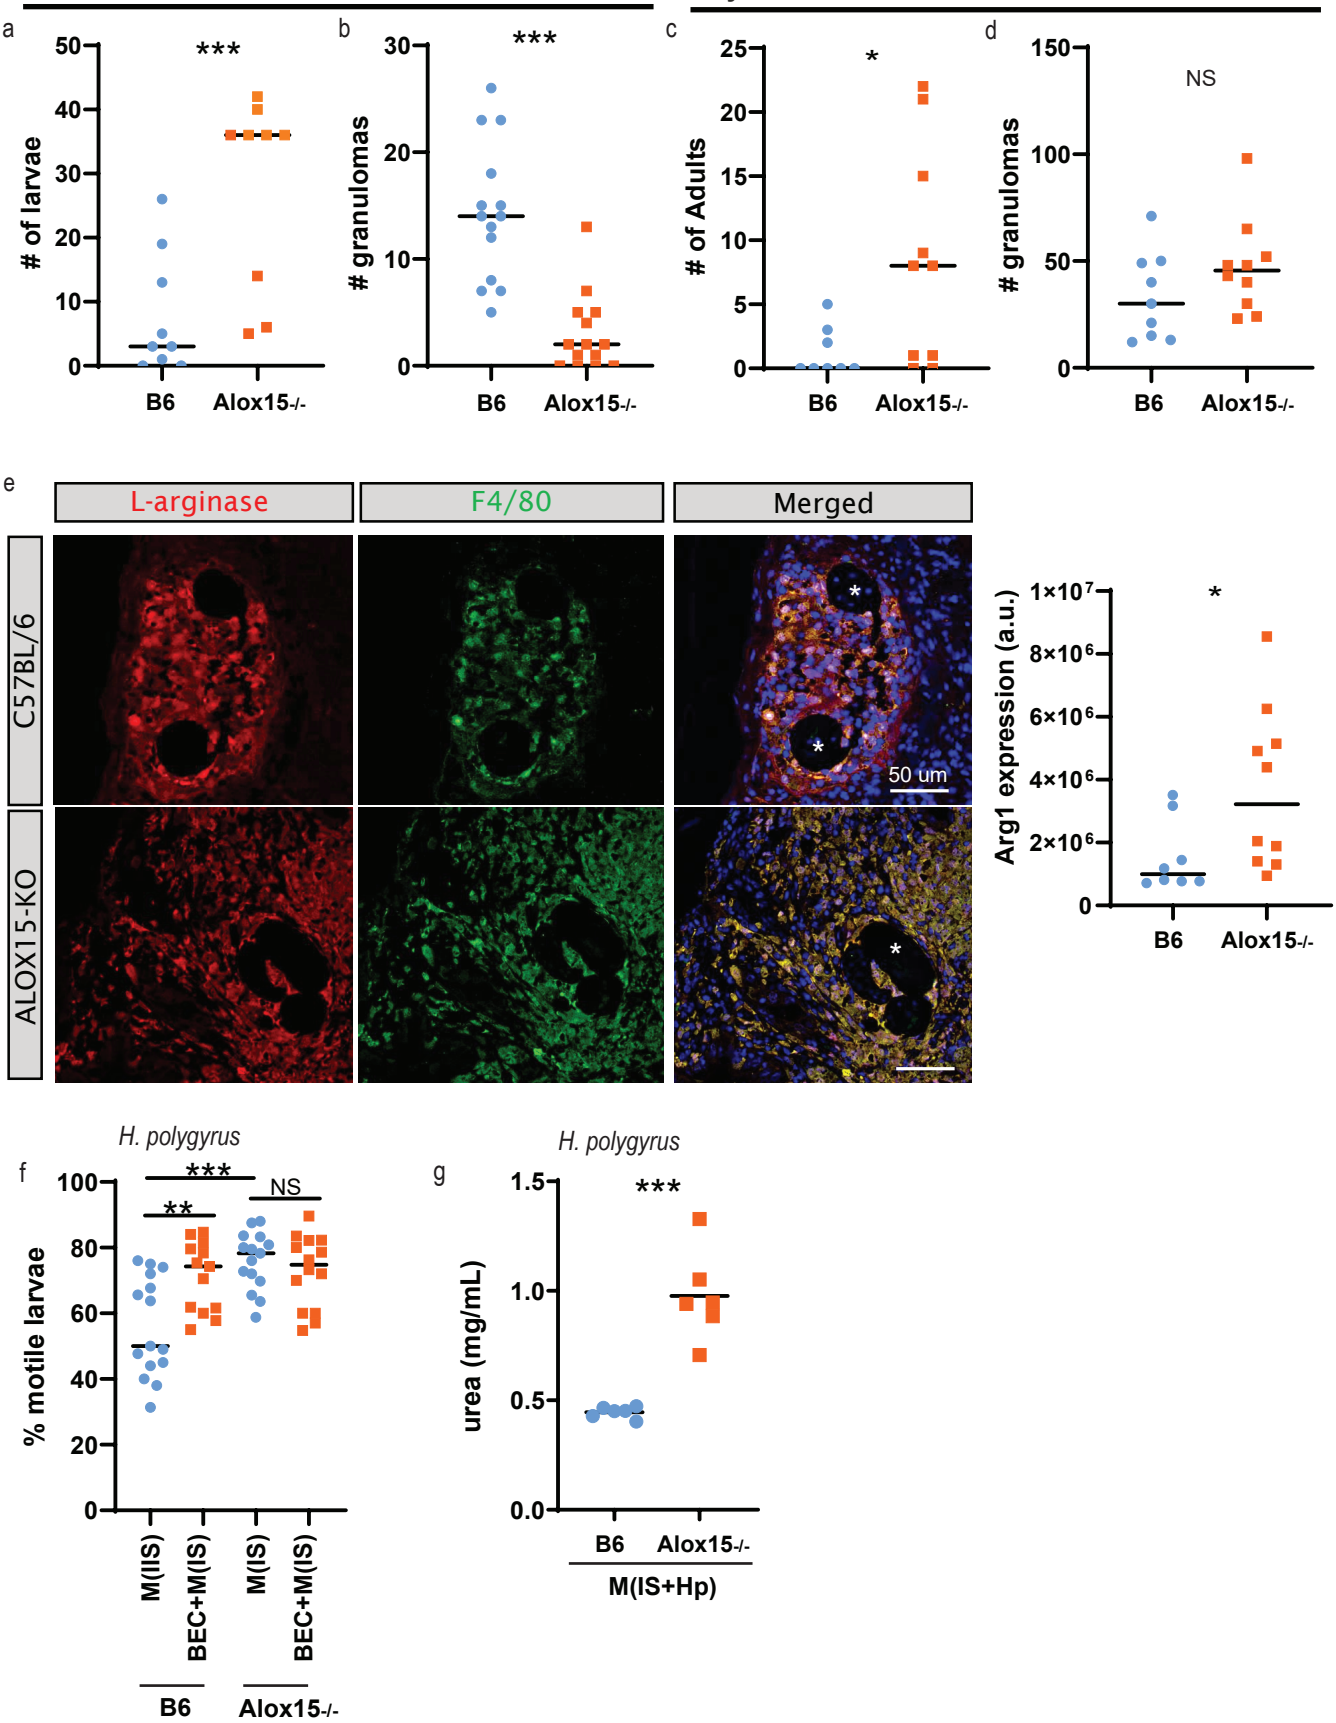 a
***
50
40
30
20
10
0
# of larvae
B6 Alox15-/-
b
***
30
20
10
0
# granulomas
B6 Alox15-/-
c
*
25
20
15
10
5
0
# of Adults
B6 Alox15-/-
d
NS
150
100
50
0
# granulomas
B6 Alox15-/-
e
L-arginase F4/80 Merged
C57BL/6
*
*
50 um
ALOX15-KO
*
*
1×10⁷
8×10⁶
6×10⁶
4×10⁶
2×10⁶
0
Arg1 expression (a.u.)
B6 Alox15-/-
f
H. polygyrus
***
NS
**
100
80
60
40
20
0
% motile larvae
M(IIS)
BEC+M(IS)
M(IS)
BEC+M(IS)
B6 Alox15-/-
g
H. polygyrus
***
1.5
1.0
0.5
0.0
urea (mg/mL)
B6 Alox15-/-
M(IS+Hp)